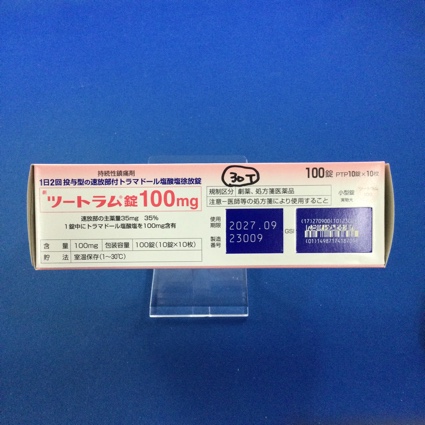 持続性鎮痛剤
1日2回 投与型の速放部付トラマドール塩酸塩徐放錠
ツートラム錠100mg
速放部の主薬量35mg 35%
1錠中にトラマドール塩酸塩を100mg含有
含量 100mg 包装容量 100錠(10錠×10枚)
貯法 室温保存(1~30℃)
30T
100錠 PTP10錠×10枚
規制区分 劇薬、処方箋医薬品
注意-医師等の処方箋により使用すること
小型錠
使用期限 2027.09
製造番号 23009